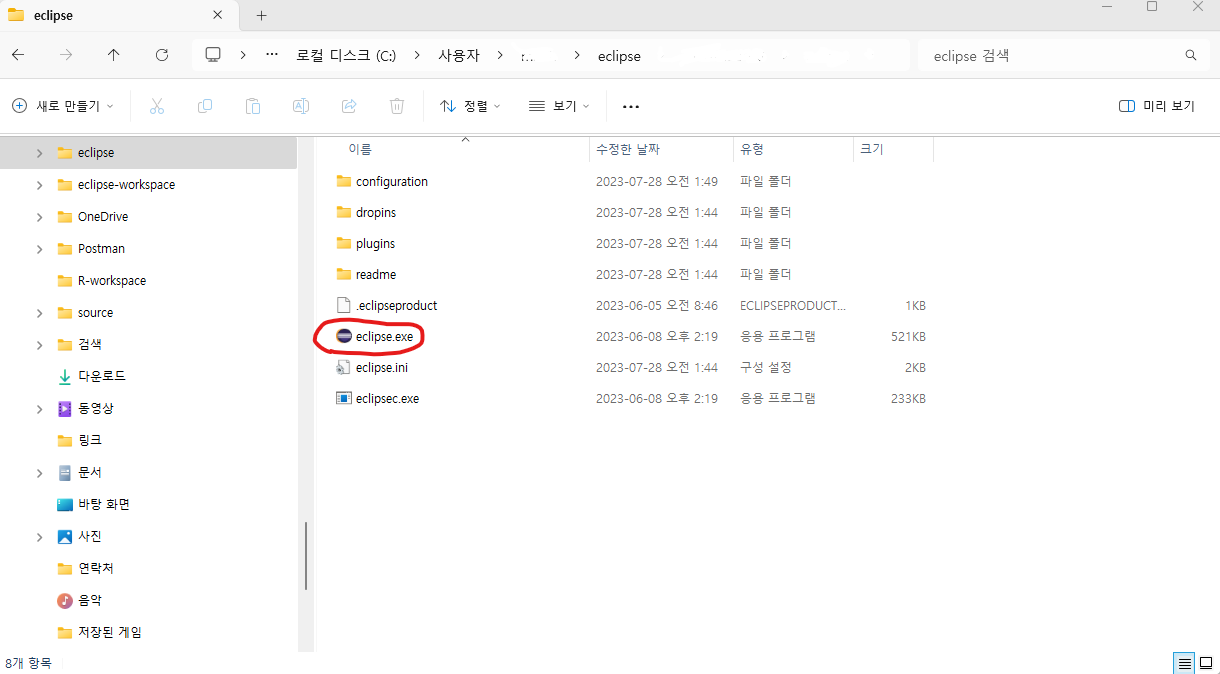 eclipse
로컬 디스크 (C:) 사용자 eclipse
eclipse 검색
새로 만들기 정렬 보기 미리 보기
이름 수정한 날짜 유형 크기
eclipse
eclipse-workspace
OneDrive
Postman
R-workspace
source
검색
다운로드
동영상
링크
문서
바탕 화면
사진
연락처
음악
저장된 게임
configuration 2023-07-28 오전 1:49 파일 폴더
dropins 2023-07-28 오전 1:44 파일 폴더
plugins 2023-07-28 오전 1:44 파일 폴더
readme 2023-07-28 오전 1:44 파일 폴더
.eclipseproduct 2023-06-05 오전 8:46 ECLIPSEPRODUCT... 1KB
eclipse.exe 2023-06-08 오후 2:19 응용 프로그램 521KB
eclipse.ini 2023-07-28 오전 1:44 구성 설정 2KB
eclipsec.exe 2023-06-08 오후 2:19 응용 프로그램 233KB
8개 항목